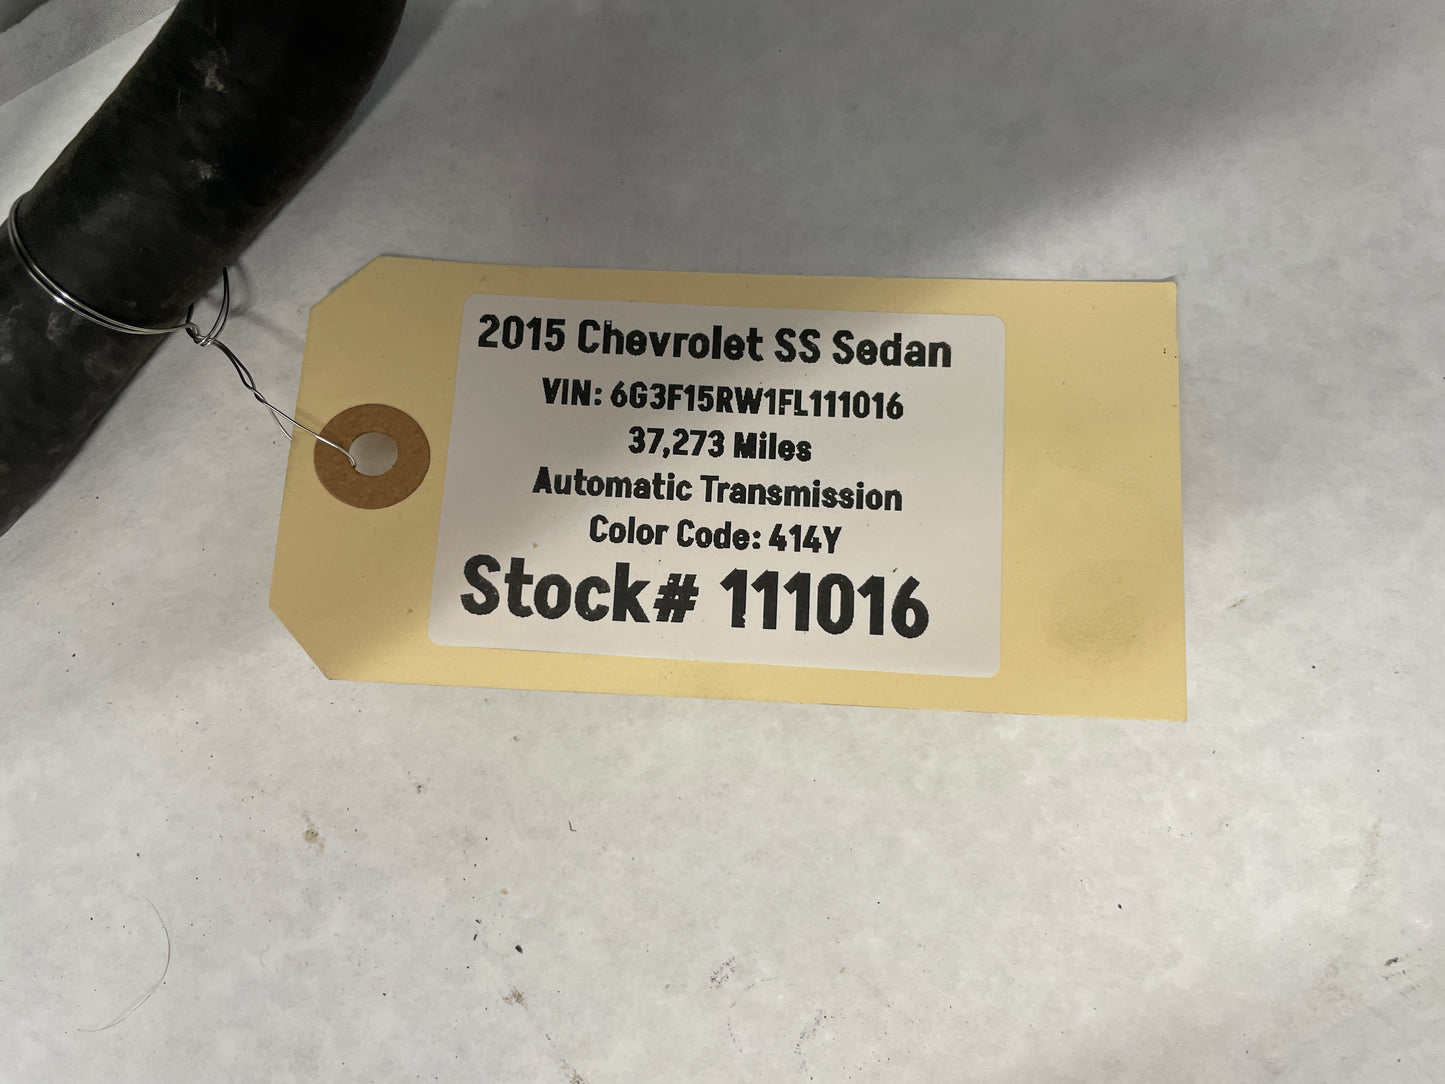 2015 Chevrolet SS Sedan
VIN: 6G3F15RW1FL111016
37,273 Miles
Automatic Transmission
Color Code: 414Y
Stock# 111016